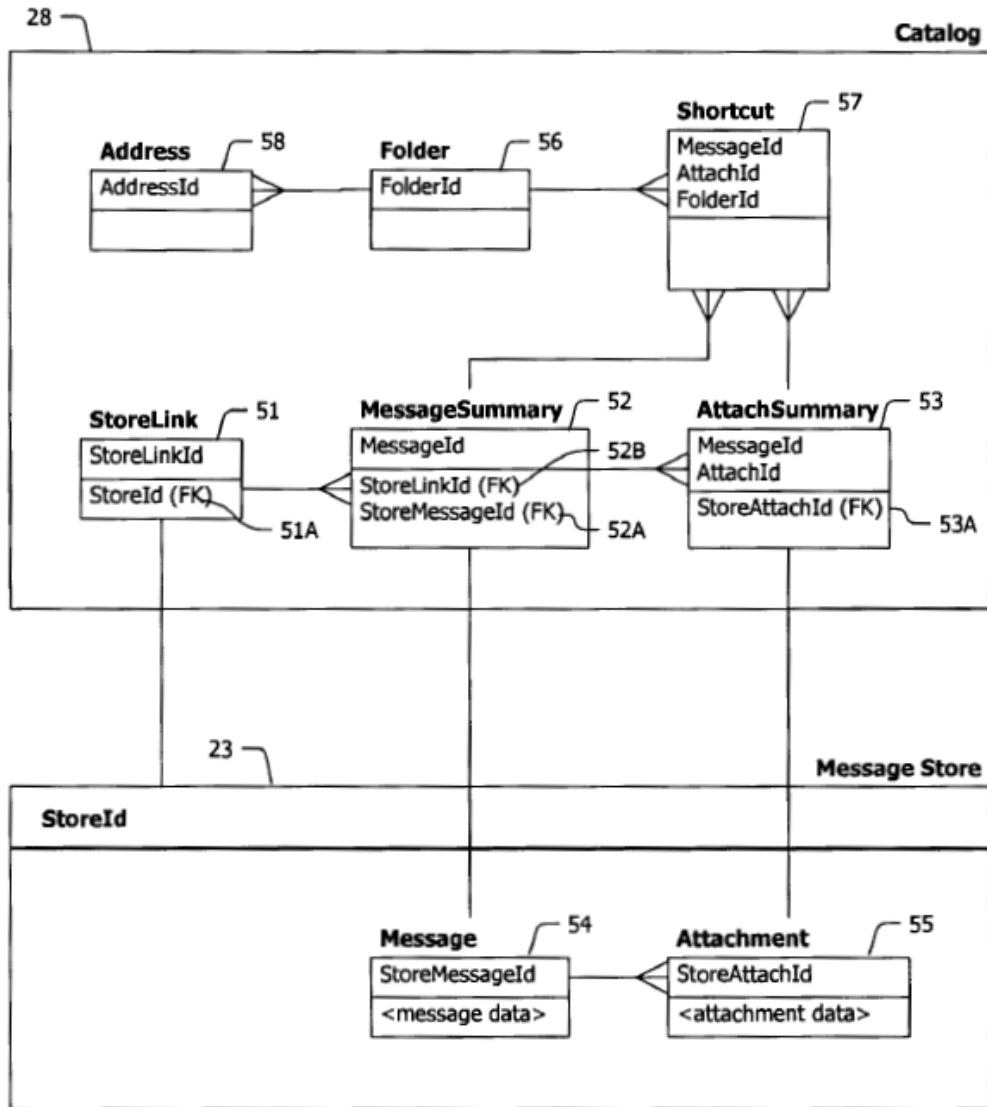 28
Catalog
Shortcut
57
MessageId
AttachId
FolderId
Address
58
AddressId
Folder
56
FolderId
StoreLink
51
StoreLinkId
StoreId (FK)
51A
MessageSummary
52
MessageId
52B
StoreLinkId (FK)
StoreMessageId (FK)
52A
AttachSummary
53
MessageId
AttachId
StoreAttachId (FK)
53A
23
Message Store
StoreId
Message
54
StoreMessageId
<message data>
Attachment
55
StoreAttachId
<attachment data>